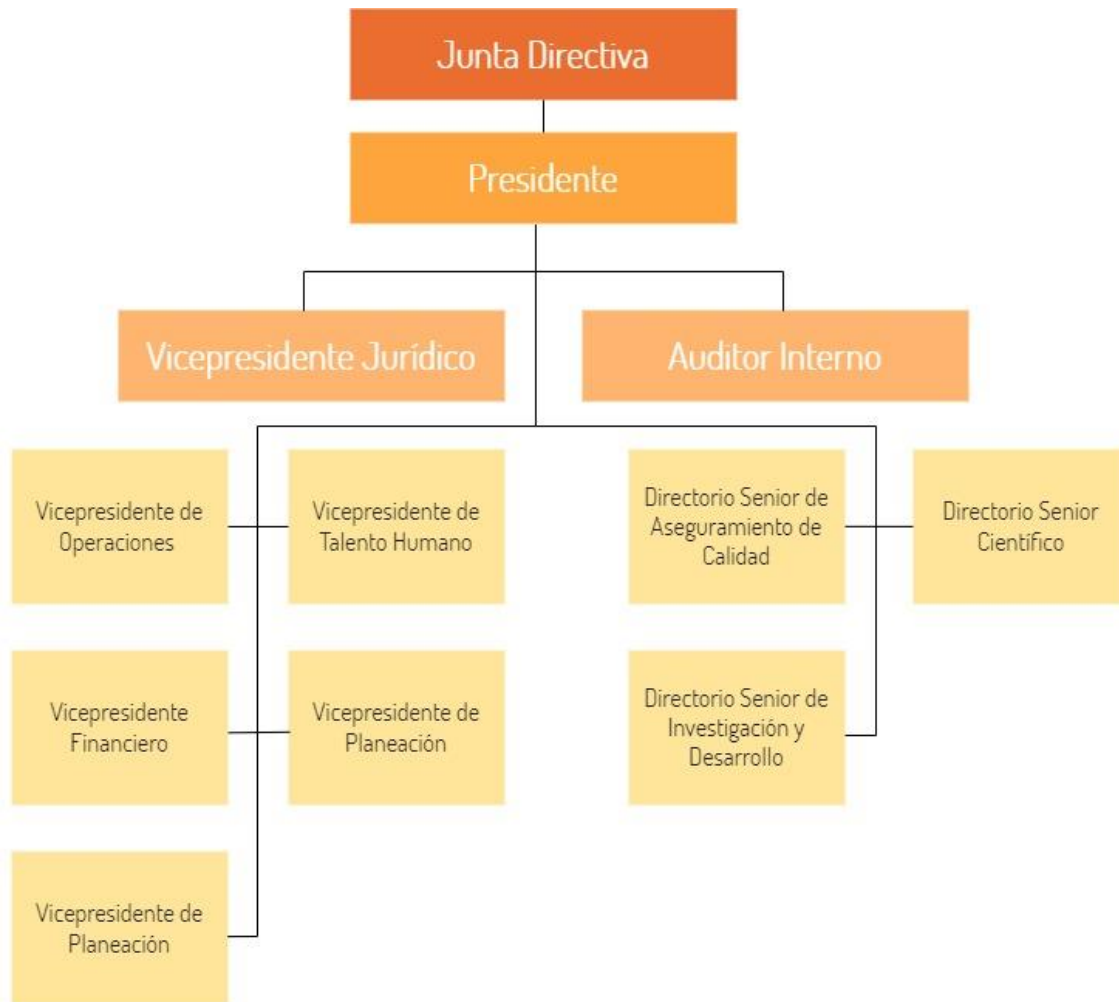 Junta Directiva
Presidente
Vicepresidente Jurídico
Auditor Interno
Vicepresidente de
Operaciones
Vicepresidente de
Talento Humano
Directorio Senior de
Aseguramiento de
Calidad
Directorio Senior
Científico
Vicepresidente
Financiero
Vicepresidente de
Planeación
Directorio Senior de
Investigación y
Desarrollo
Vicepresidente de
Planeación